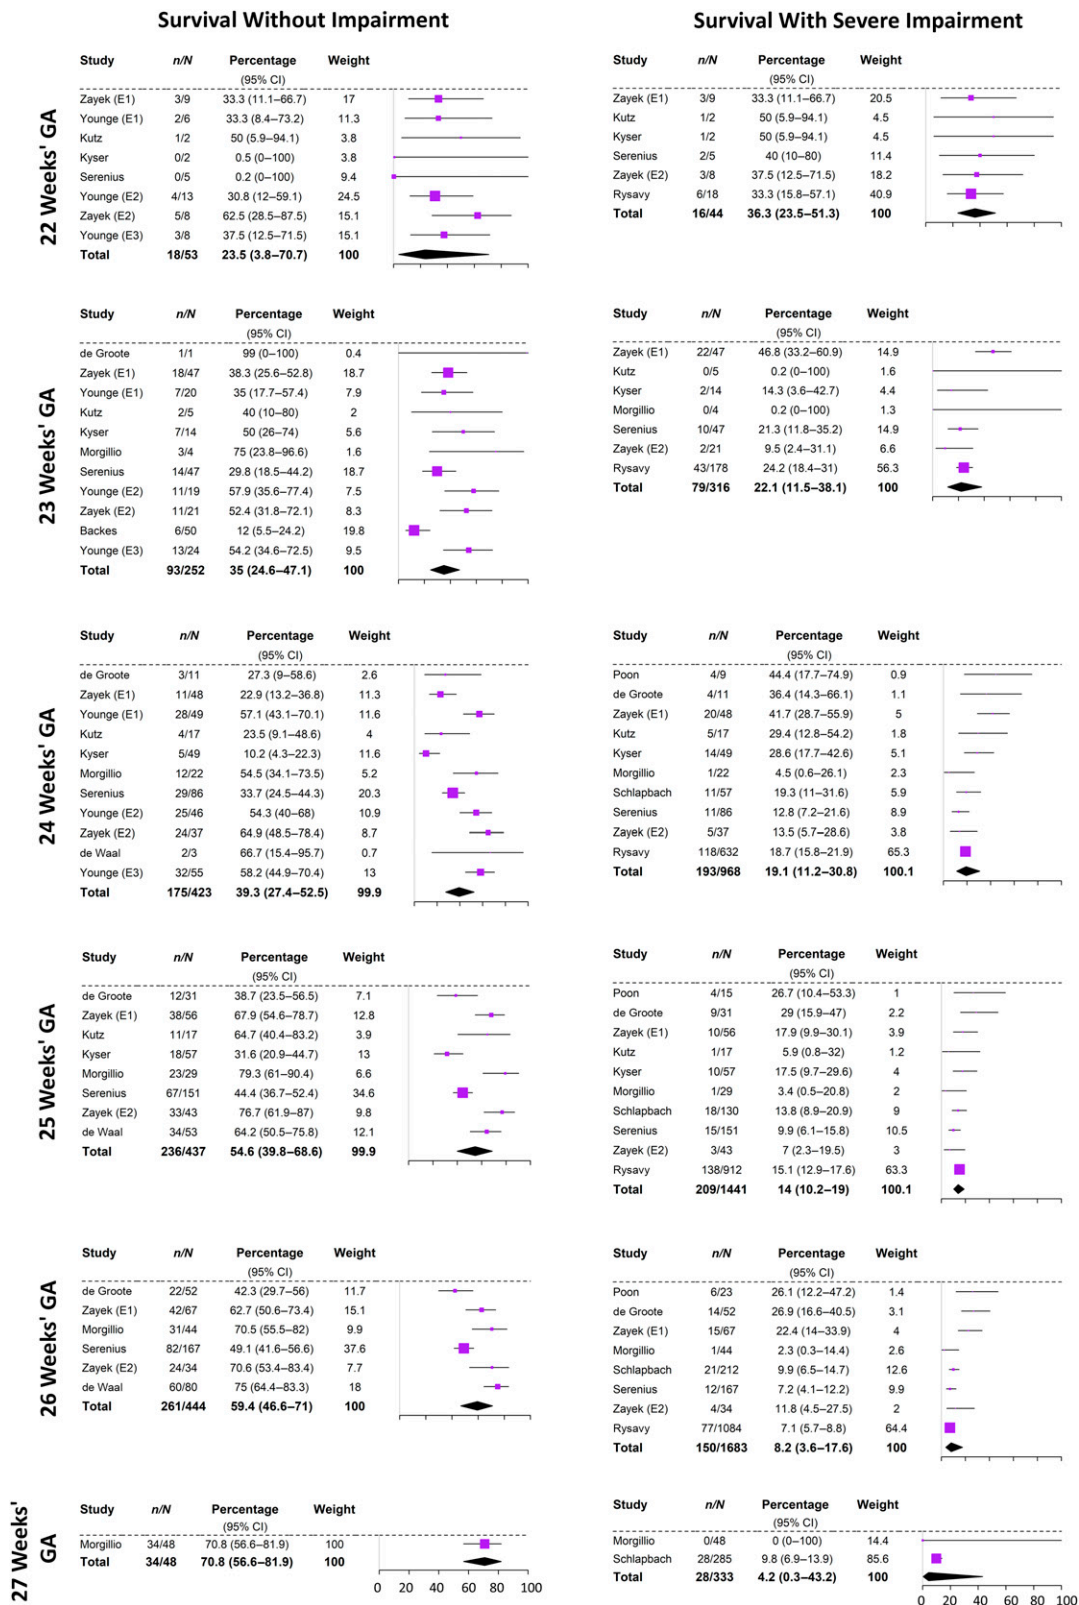 Survival Without Impairment
22 Weeks' GA
Study n/N Percentage Weight
(95% CI)
Zayek (E1) 3/9 33.3 (11.1–66.7) 17
Younge (E1) 2/6 33.3 (8.4–73.2) 11.3
Kutz 1/2 50 (5.9–94.1) 3.8
Kyser 0/2 0.5 (0–100) 3.8
Serenius 0/5 0.2 (0–100) 9.4
Younge (E2) 4/13 30.8 (12–59.1) 24.5
Zayek (E2) 5/8 62.5 (28.5–87.5) 15.1
Younge (E3) 3/8 37.5 (12.5–71.5) 15.1
Total 18/53 23.5 (3.8–70.7) 100
23 Weeks' GA
Study n/N Percentage Weight
(95% CI)
de Groote 1/1 99 (0–100) 0.4
Zayek (E1) 18/47 38.3 (25.6–52.8) 18.7
Younge (E1) 7/20 35 (17.7–57.4) 7.9
Kutz 2/5 40 (10–80) 2
Kyser 7/14 50 (26–74) 5.6
Morgillio 3/4 75 (23.8–96.6) 1.6
Serenius 14/47 29.8 (18.5–44.2) 18.7
Younge (E2) 11/19 57.9 (35.6–77.4) 7.5
Zayek (E2) 11/21 52.4 (31.8–72.1) 8.3
Backes 6/50 12 (5.5–24.2) 19.8
Younge (E3) 13/24 54.2 (34.6–72.5) 9.5
Total 93/252 35 (24.6–47.1) 100
24 Weeks' GA
Study n/N Percentage Weight
(95% CI)
de Groote 3/11 27.3 (9–58.6) 2.6
Zayek (E1) 11/48 22.9 (13.2–36.8) 11.3
Younge (E1) 28/49 57.1 (43.1–70.1) 11.6
Kutz 4/17 23.5 (9.1–48.6) 4
Kyser 5/49 10.2 (4.3–22.3) 11.6
Morgillio 12/22 54.5 (34.1–73.5) 5.2
Serenius 29/86 33.7 (24.5–44.3) 20.3
Younge (E2) 25/46 54.3 (40–68) 10.9
Zayek (E2) 24/37 64.9 (48.5–78.4) 8.7
de Waal 2/3 66.7 (15.4–95.7) 0.7
Younge (E3) 32/55 58.2 (44.9–70.4) 13
Total 175/423 39.3 (27.4–52.5) 99.9
25 Weeks' GA
Study n/N Percentage Weight
(95% CI)
de Groote 12/31 38.7 (23.5–56.5) 7.1
Zayek (E1) 38/56 67.9 (54.6–78.7) 12.8
Kutz 11/17 64.7 (40.4–83.2) 3.9
Kyser 18/57 31.6 (20.9–44.7) 13
Morgillio 23/29 79.3 (61–90.4) 6.6
Serenius 67/151 44.4 (36.7–52.4) 34.6
Zayek (E2) 33/43 76.7 (61.9–87) 9.8
de Waal 34/53 64.2 (50.5–75.8) 12.1
Total 236/437 54.6 (39.8–68.6) 99.9
26 Weeks' GA
Study n/N Percentage Weight
(95% CI)
de Groote 22/52 42.3 (29.7–56) 11.7
Zayek (E1) 42/67 62.7 (50.6–73.4) 15.1
Morgillio 31/44 70.5 (55.5–82) 9.9
Serenius 82/167 49.1 (41.6–56.6) 37.6
Zayek (E2) 24/34 70.6 (53.4–83.4) 7.7
de Waal 60/80 75 (64.4–83.3) 18
Total 261/444 59.4 (46.6–71) 100
27 Weeks'
GA
Study n/N Percentage Weight
(95% CI)
Morgillio 34/48 70.8 (56.6–81.9) 100
Total 34/48 70.8 (56.6–81.9) 100
0 20 40 60 80 100
Survival With Severe Impairment
Study n/N Percentage Weight
(95% CI)
Zayek (E1) 3/9 33.3 (11.1–66.7) 20.5
Kutz 1/2 50 (5.9–94.1) 4.5
Kyser 1/2 50 (5.9–94.1) 4.5
Serenius 2/5 40 (10–80) 11.4
Zayek (E2) 3/8 37.5 (12.5–71.5) 18.2
Rysavy 6/18 33.3 (15.8–57.1) 40.9
Total 16/44 36.3 (23.5–51.3) 100
Study n/N Percentage Weight
(95% CI)
Zayek (E1) 22/47 46.8 (33.2–60.9) 14.9
Kutz 0/5 0.2 (0–100) 1.6
Kyser 2/14 14.3 (3.6–42.7) 4.4
Morgillio 0/4 0.2 (0–100) 1.3
Serenius 10/47 21.3 (11.8–35.2) 14.9
Zayek (E2) 2/21 9.5 (2.4–31.1) 6.6
Rysavy 43/178 24.2 (18.4–31) 56.3
Total 79/316 22.1 (11.5–38.1) 100
Study n/N Percentage Weight
(95% CI)
Poon 4/9 44.4 (17.7–74.9) 0.9
de Groote 4/11 36.4 (14.3–66.1) 1.1
Zayek (E1) 20/48 41.7 (28.7–55.9) 5
Kutz 5/17 29.4 (12.8–54.2) 1.8
Kyser 14/49 28.6 (17.7–42.6) 5.1
Morgillio 1/22 4.5 (0.6–26.1) 2.3
Schlapbach 11/57 19.3 (11–31.6) 5.9
Serenius 11/86 12.8 (7.2–21.6) 8.9
Zayek (E2) 5/37 13.5 (5.7–28.6) 3.8
Rysavy 118/632 18.7 (15.8–21.9) 65.3
Total 193/968 19.1 (11.2–30.8) 100.1
Study n/N Percentage Weight
(95% CI)
Poon 4/15 26.7 (10.4–53.3) 1
de Groote 9/31 29 (15.9–47) 2.2
Zayek (E1) 10/56 17.9 (9.9–30.1) 3.9
Kutz 1/17 5.9 (0.8–32) 1.2
Kyser 10/57 17.5 (9.7–29.6) 4
Morgillio 1/29 3.4 (0.5–20.8) 2
Schlapbach 18/130 13.8 (8.9–20.9) 9
Serenius 15/151 9.9 (6.1–15.8) 10.5
Zayek (E2) 3/43 7 (2.3–19.5) 3
Rysavy 138/912 15.1 (12.9–17.6) 63.3
Total 209/1441 14 (10.2–19) 100.1
Study n/N Percentage Weight
(95% CI)
Poon 6/23 26.1 (12.2–47.2) 1.4
de Groote 14/52 26.9 (16.6–40.5) 3.1
Zayek (E1) 15/67 22.4 (14–33.9) 4
Morgillio 1/44 2.3 (0.3–14.4) 2.6
Schlapbach 21/212 9.9 (6.5–14.7) 12.6
Serenius 12/167 7.2 (4.1–12.2) 9.9
Zayek (E2) 4/34 11.8 (4.5–27.5) 2
Rysavy 77/1084 7.1 (5.7–8.8) 64.4
Total 150/1683 8.2 (3.6–17.6) 100
Study n/N Percentage Weight
(95% CI)
Morgillio 0/48 0 (0–100) 14.4
Schlapbach 28/285 9.8 (6.9–13.9) 85.6
Total 28/333 4.2 (0.3–43.2) 100
0 20 40 60 80 100